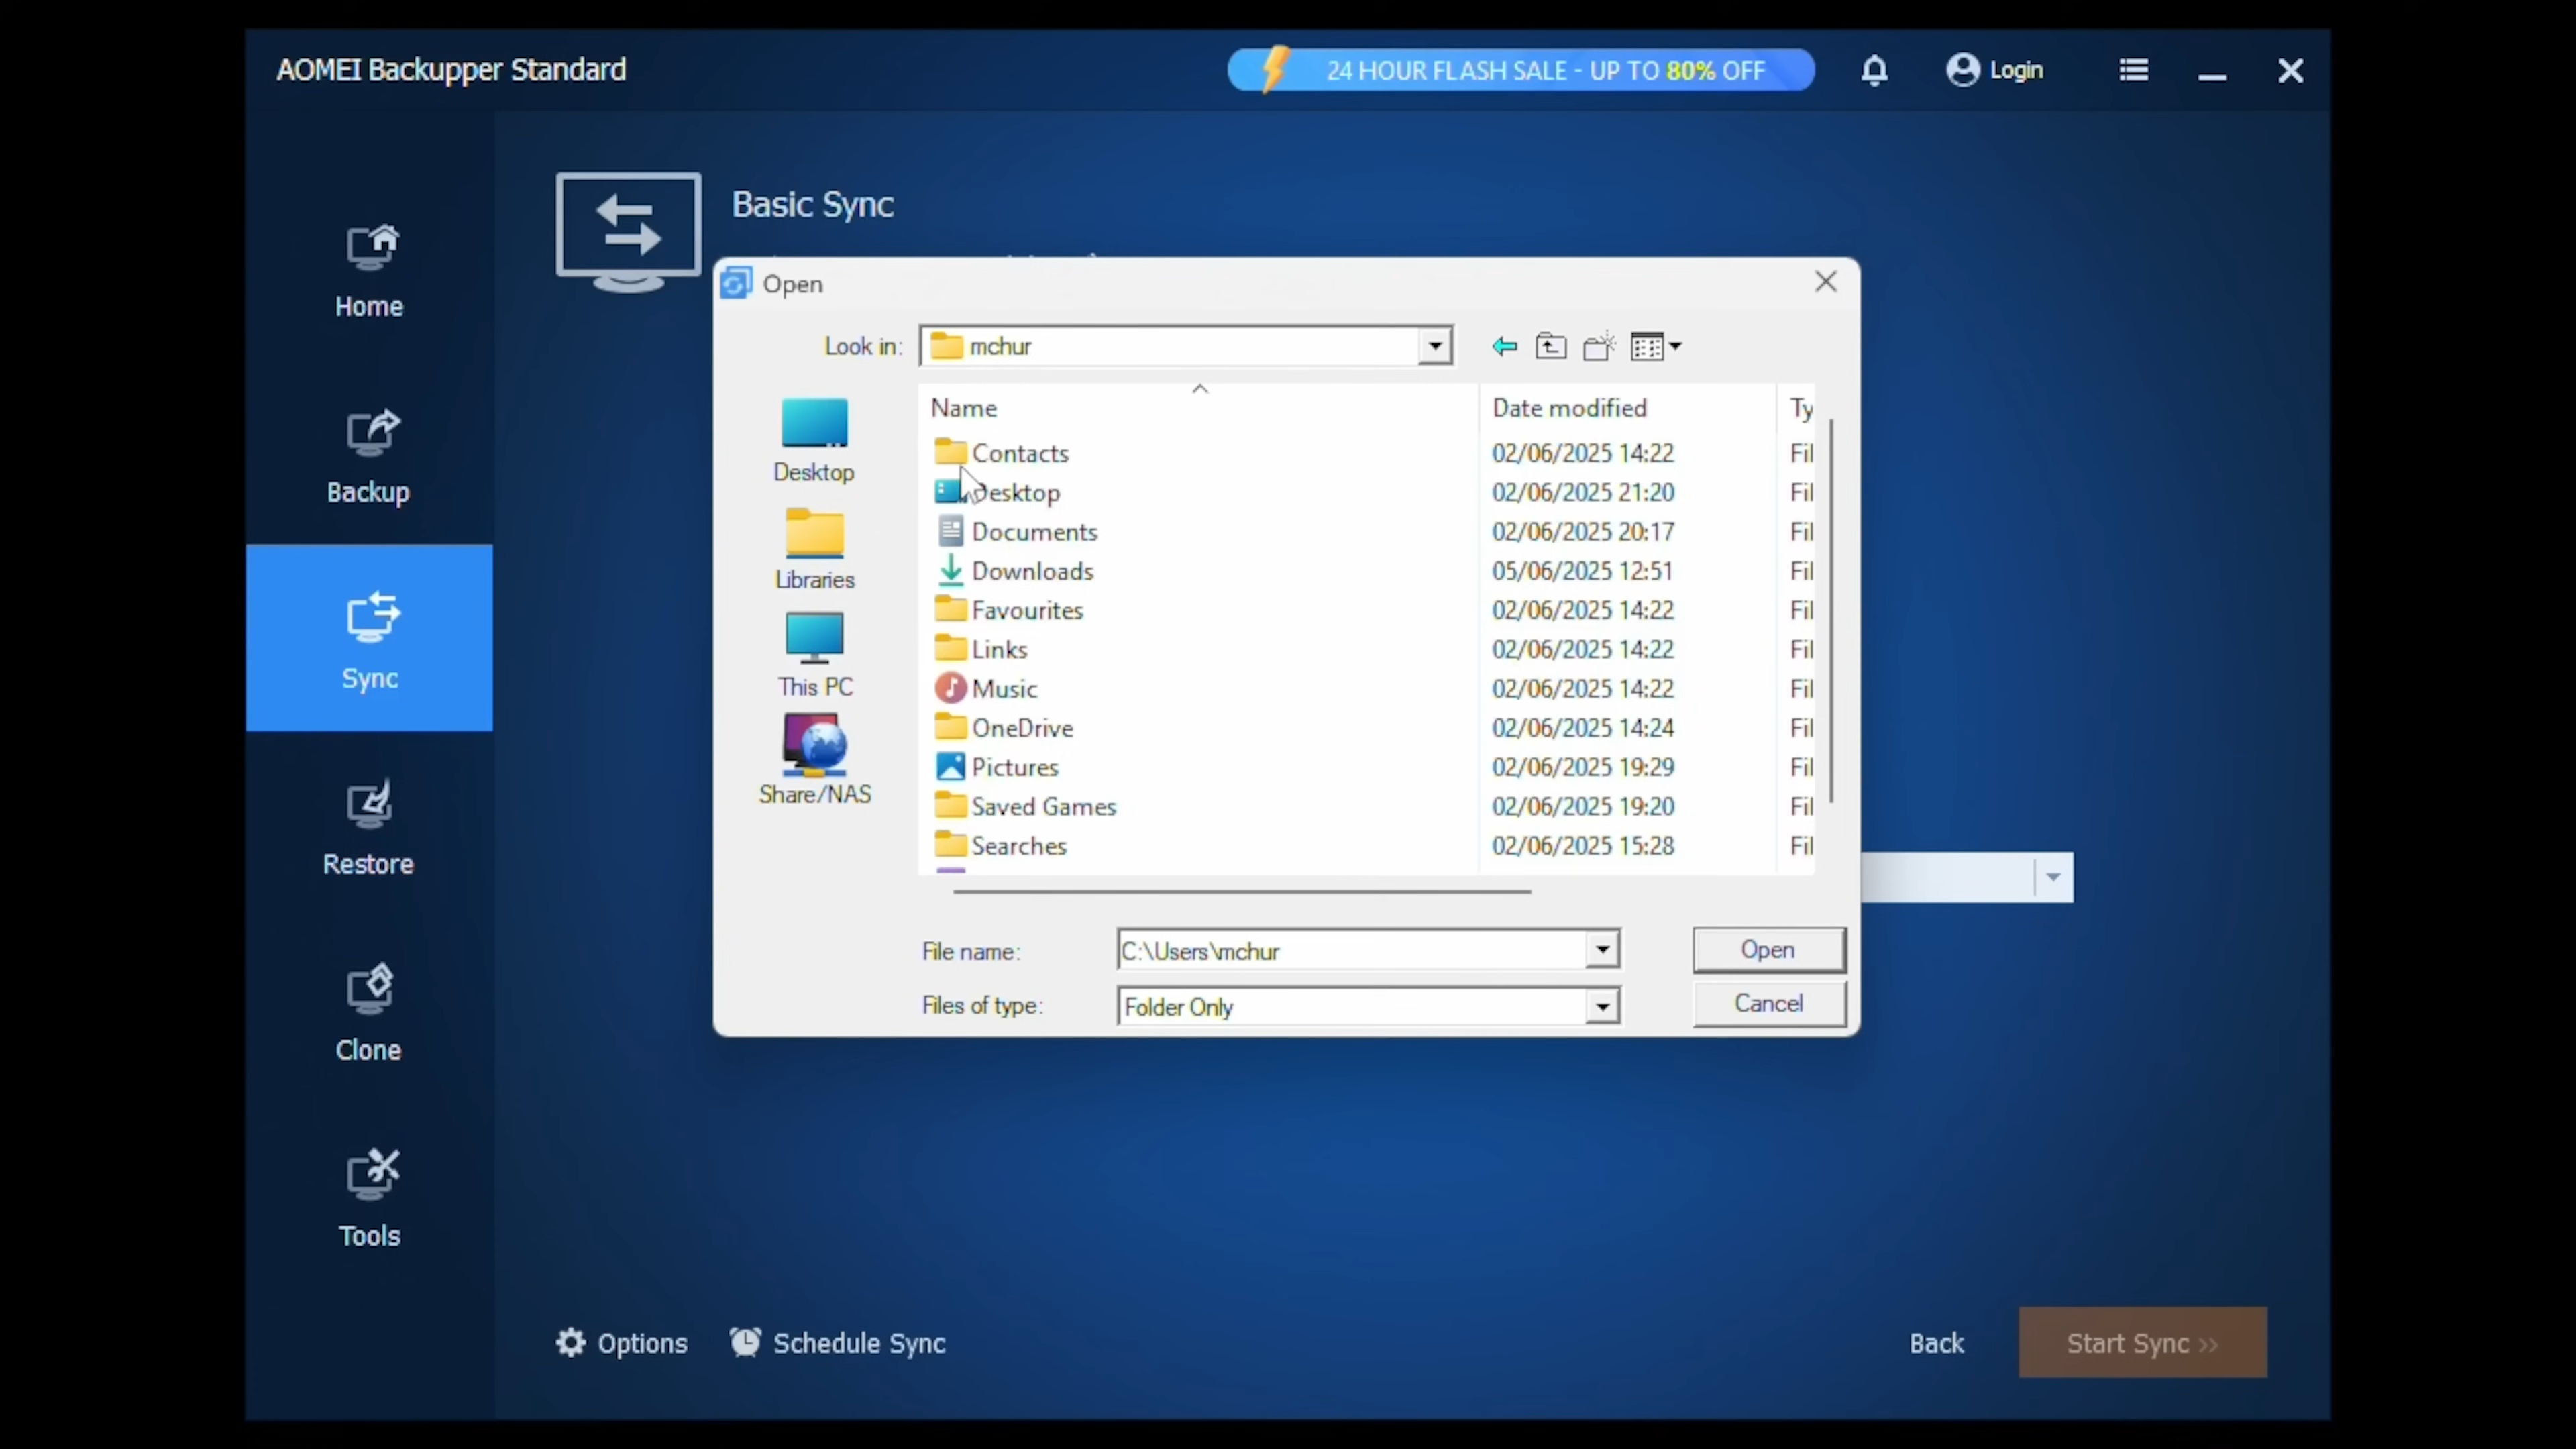 AOMEI Backupper Standard
24 HOUR FLASH SALE - UP TO 80% OFF
Login
Home
Backup
Sync
Restore
Clone
Tools
Basic Sync
Open
Look in:
mchur
Desktop
Libraries
This PC
Share/NAS
Name Date modified Ty
Contacts 02/06/2025 14:22 Fil
Desktop 02/06/2025 21:20 Fil
Documents 02/06/2025 20:17 Fil
Downloads 05/06/2025 12:51 Fil
Favourites 02/06/2025 14:22 Fil
Links 02/06/2025 14:22 Fil
Music 02/06/2025 14:22 Fil
OneDrive 02/06/2025 14:24 Fil
Pictures 02/06/2025 19:29 Fil
Saved Games 02/06/2025 19:20 Fil
Searches 02/06/2025 15:28 Fil
File name: C:\Users\mchur Open
Files of type: Folder Only Cancel
Options Schedule Sync Back Start Sync >>